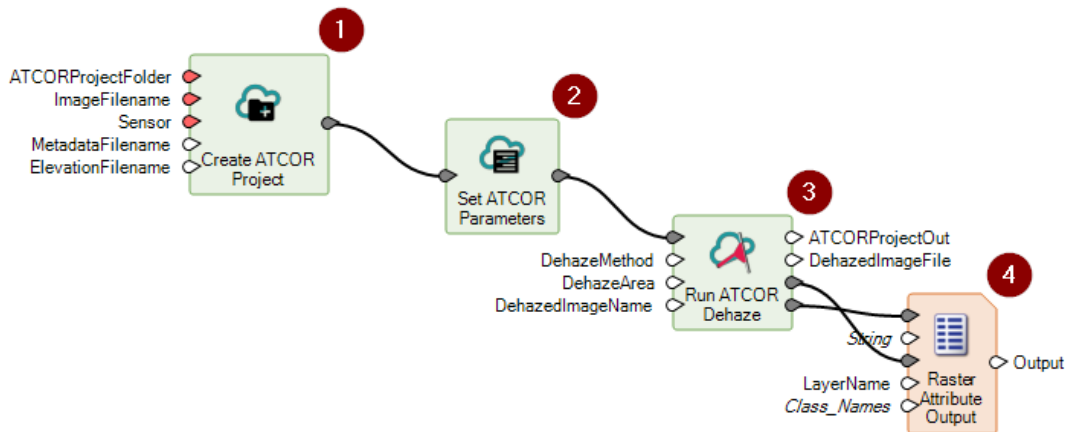 1
ATCORProjectFolder
ImageFilename
Sensor
MetadataFilename
ElevationFilename
Create ATCOR
Project
2
Set ATCOR
Parameters
3
DehazeMethod
DehazeArea
DehazedImageName
Run ATCOR
Dehaze
ATCORProjectOut
DehazedImageFile
4
String
LayerName
Class_Names
Raster
Attribute
Output
Output